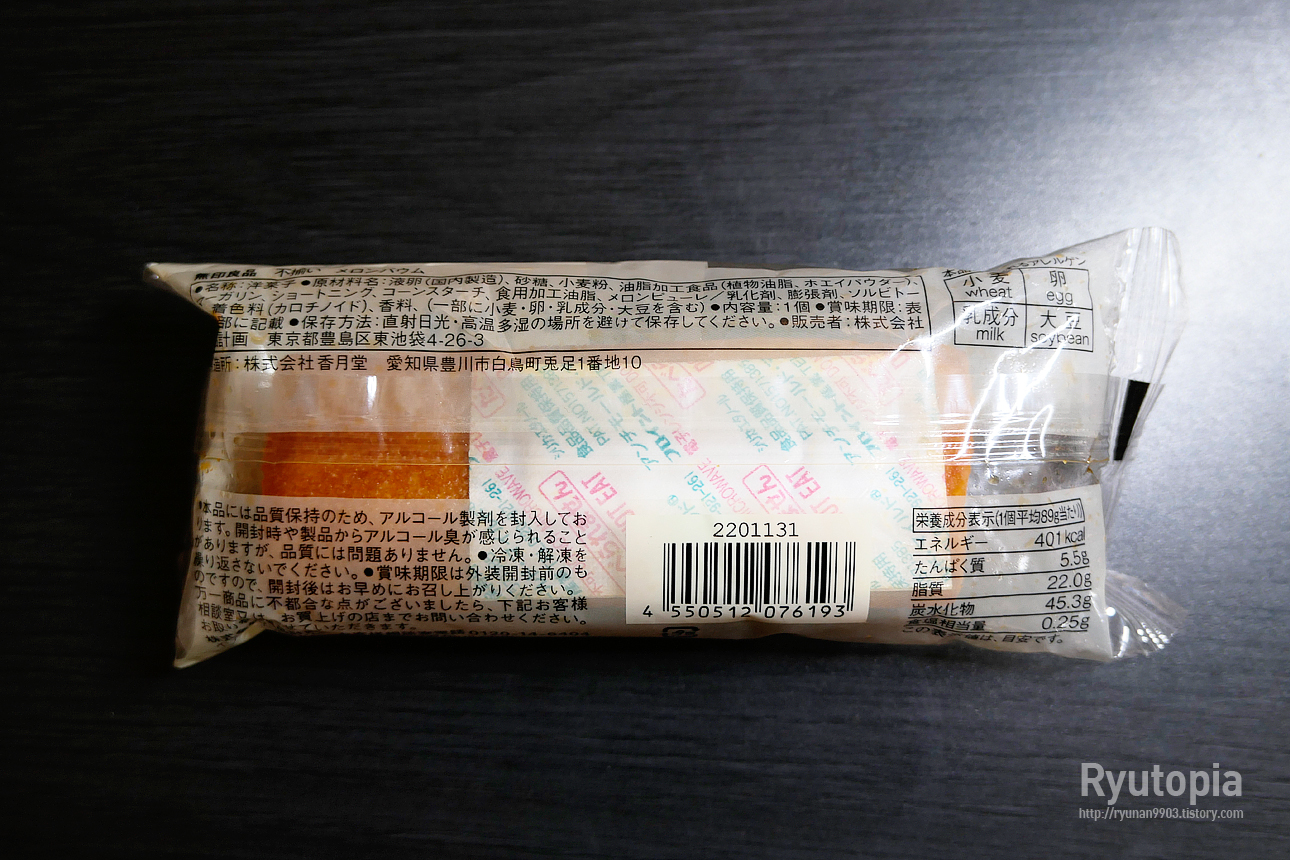 無印良品 不揃い メロンバウム
●名称:洋菓子●原材料名:液卵(国内製造)、砂糖、小麦粉、油脂加工食品(植物油脂、ホエイパウダー)、
ーガリン、ショートニング、コーンスターチ、食用加工油脂、メロンピューレ/乳化剤、膨張剤、ソルビトー
着色料(カロチノイド)、香料、(一部に小麦・卵・乳成分・大豆を含む)●内容量:1個●賞味期限:表
部に記載●保存方法:直射日光・高温多湿の場所を避けて保存してください。●販売者:株式会社
計画 東京都豊島区東池袋4-26-3
所:株式会社香月堂 愛知県豊川市白鳥町兎足1番地10
アレルゲン
小麦 卵
wheat egg
乳成分 大豆
milk soybean
●本品には品質保持のため、アルコール製剤を封入してお
ります。開封時や製品からアルコール臭が感じられること
がありますが、品質には問題ありません。●冷凍・解凍を
繰り返さないでください。●賞味期限は外装開封前のも
のですので、開封後はお早めにお召し上がりください。
万一商品に不都合な点がございましたら、下記お客様
相談室又は、お買上げの店までお問い合わせください。
2201131
4 550512 076193
栄養成分表示(1個平均89g当たり)
エネルギー 401kcal
たんぱく質 5.5g
脂質 22.0g
炭水化物 45.3g
食塩相当量 0.25g
この表示値は、目安です。
Ryutopia
http://ryunan9903.tistory.com